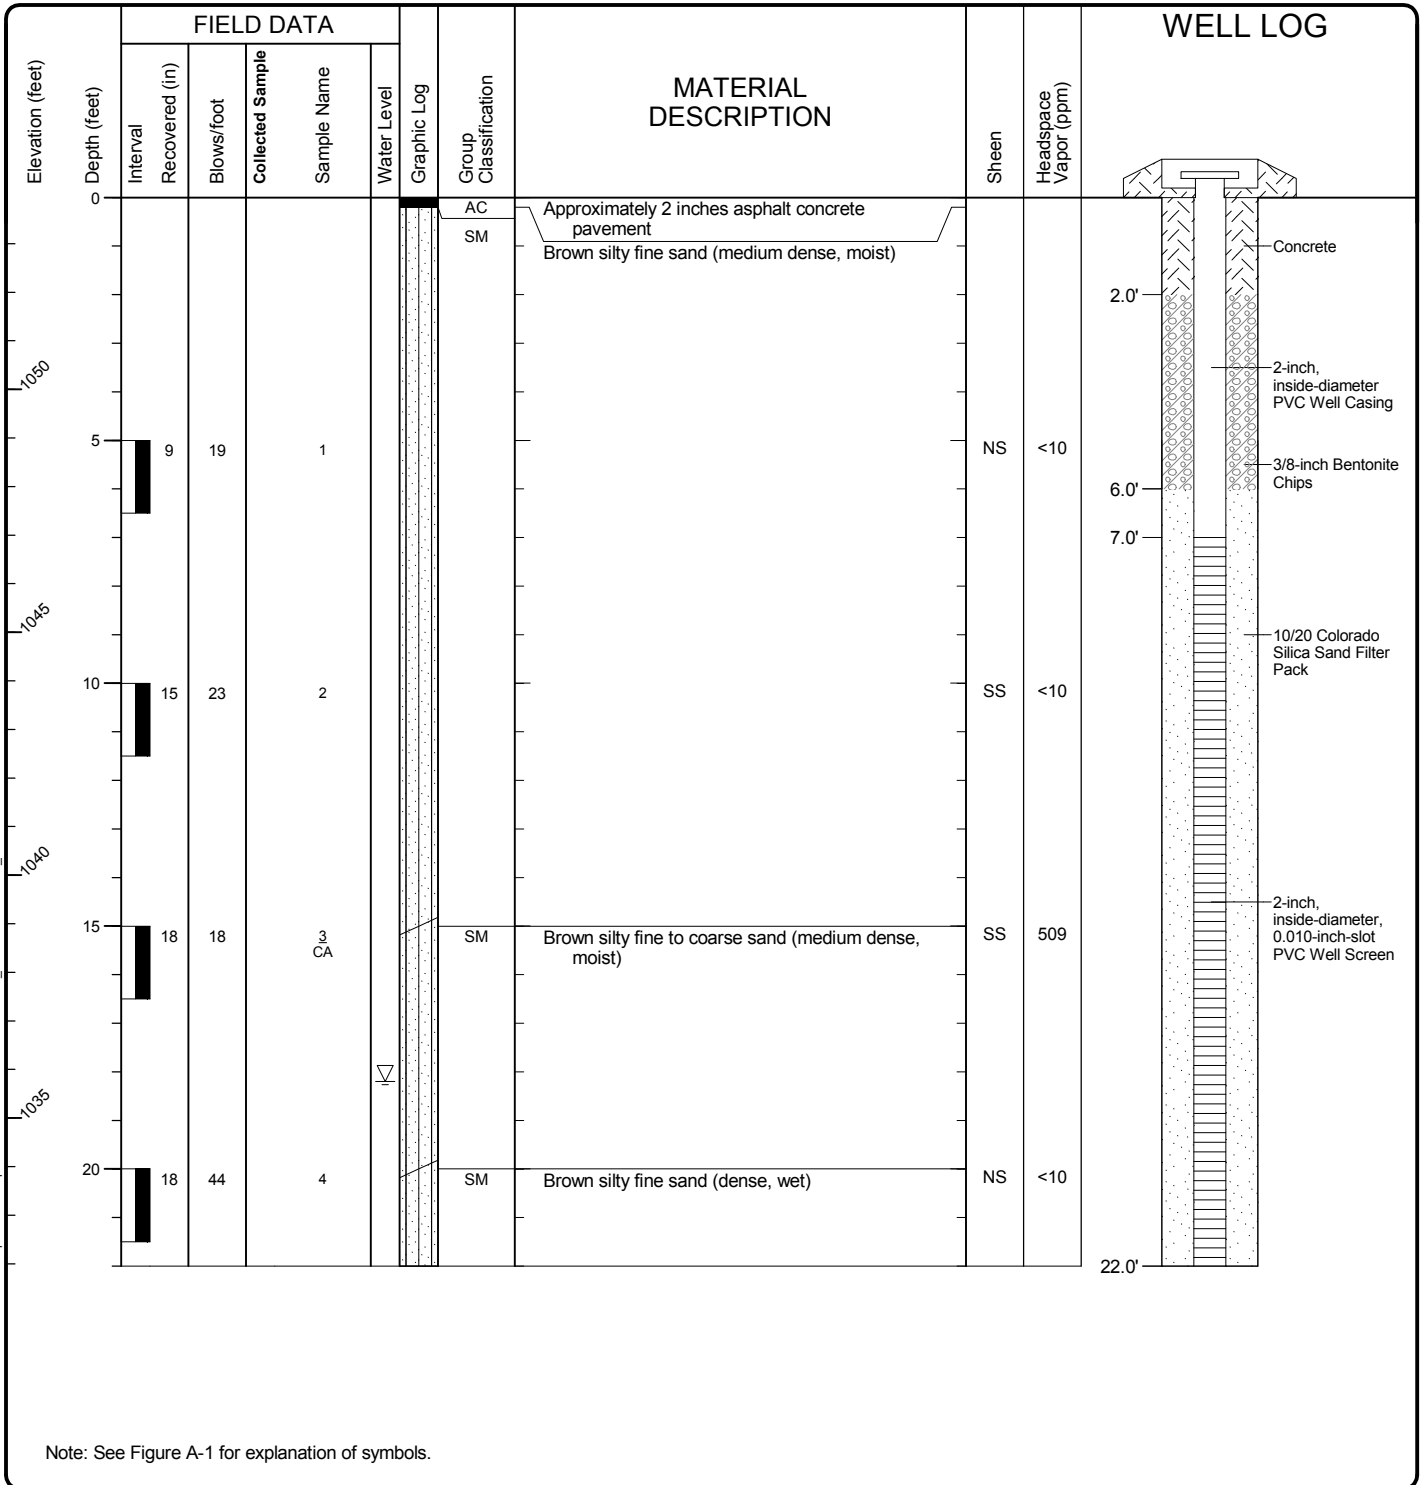 FIELD DATA
WELL LOG
Elevation (feet)
Depth (feet)
Interval
Recovered (in)
Blows/foot
Collected Sample
Sample Name
Water Level
Graphic Log
Group
Classification
MATERIAL
DESCRIPTION
Sheen
Headspace
Vapor (ppm)
0
AC
Approximately 2 inches asphalt concrete
pavement
SM
Brown silty fine sand (medium dense, moist)
Concrete
2.0'
1050
2-inch,
inside-diameter
PVC Well Casing
5
9
19
1
NS
<10
3/8-inch Bentonite
Chips
6.0'
7.0'
1045
10/20 Colorado
Silica Sand Filter
Pack
10
15
23
2
SS
<10
1040
2-inch,
inside-diameter,
0.010-inch-slot
PVC Well Screen
15
18
18
3
CA
SM
Brown silty fine to coarse sand (medium dense,
moist)
SS
509
1035
20
18
44
4
SM
Brown silty fine sand (dense, wet)
NS
<10
22.0'
Note: See Figure A-1 for explanation of symbols.